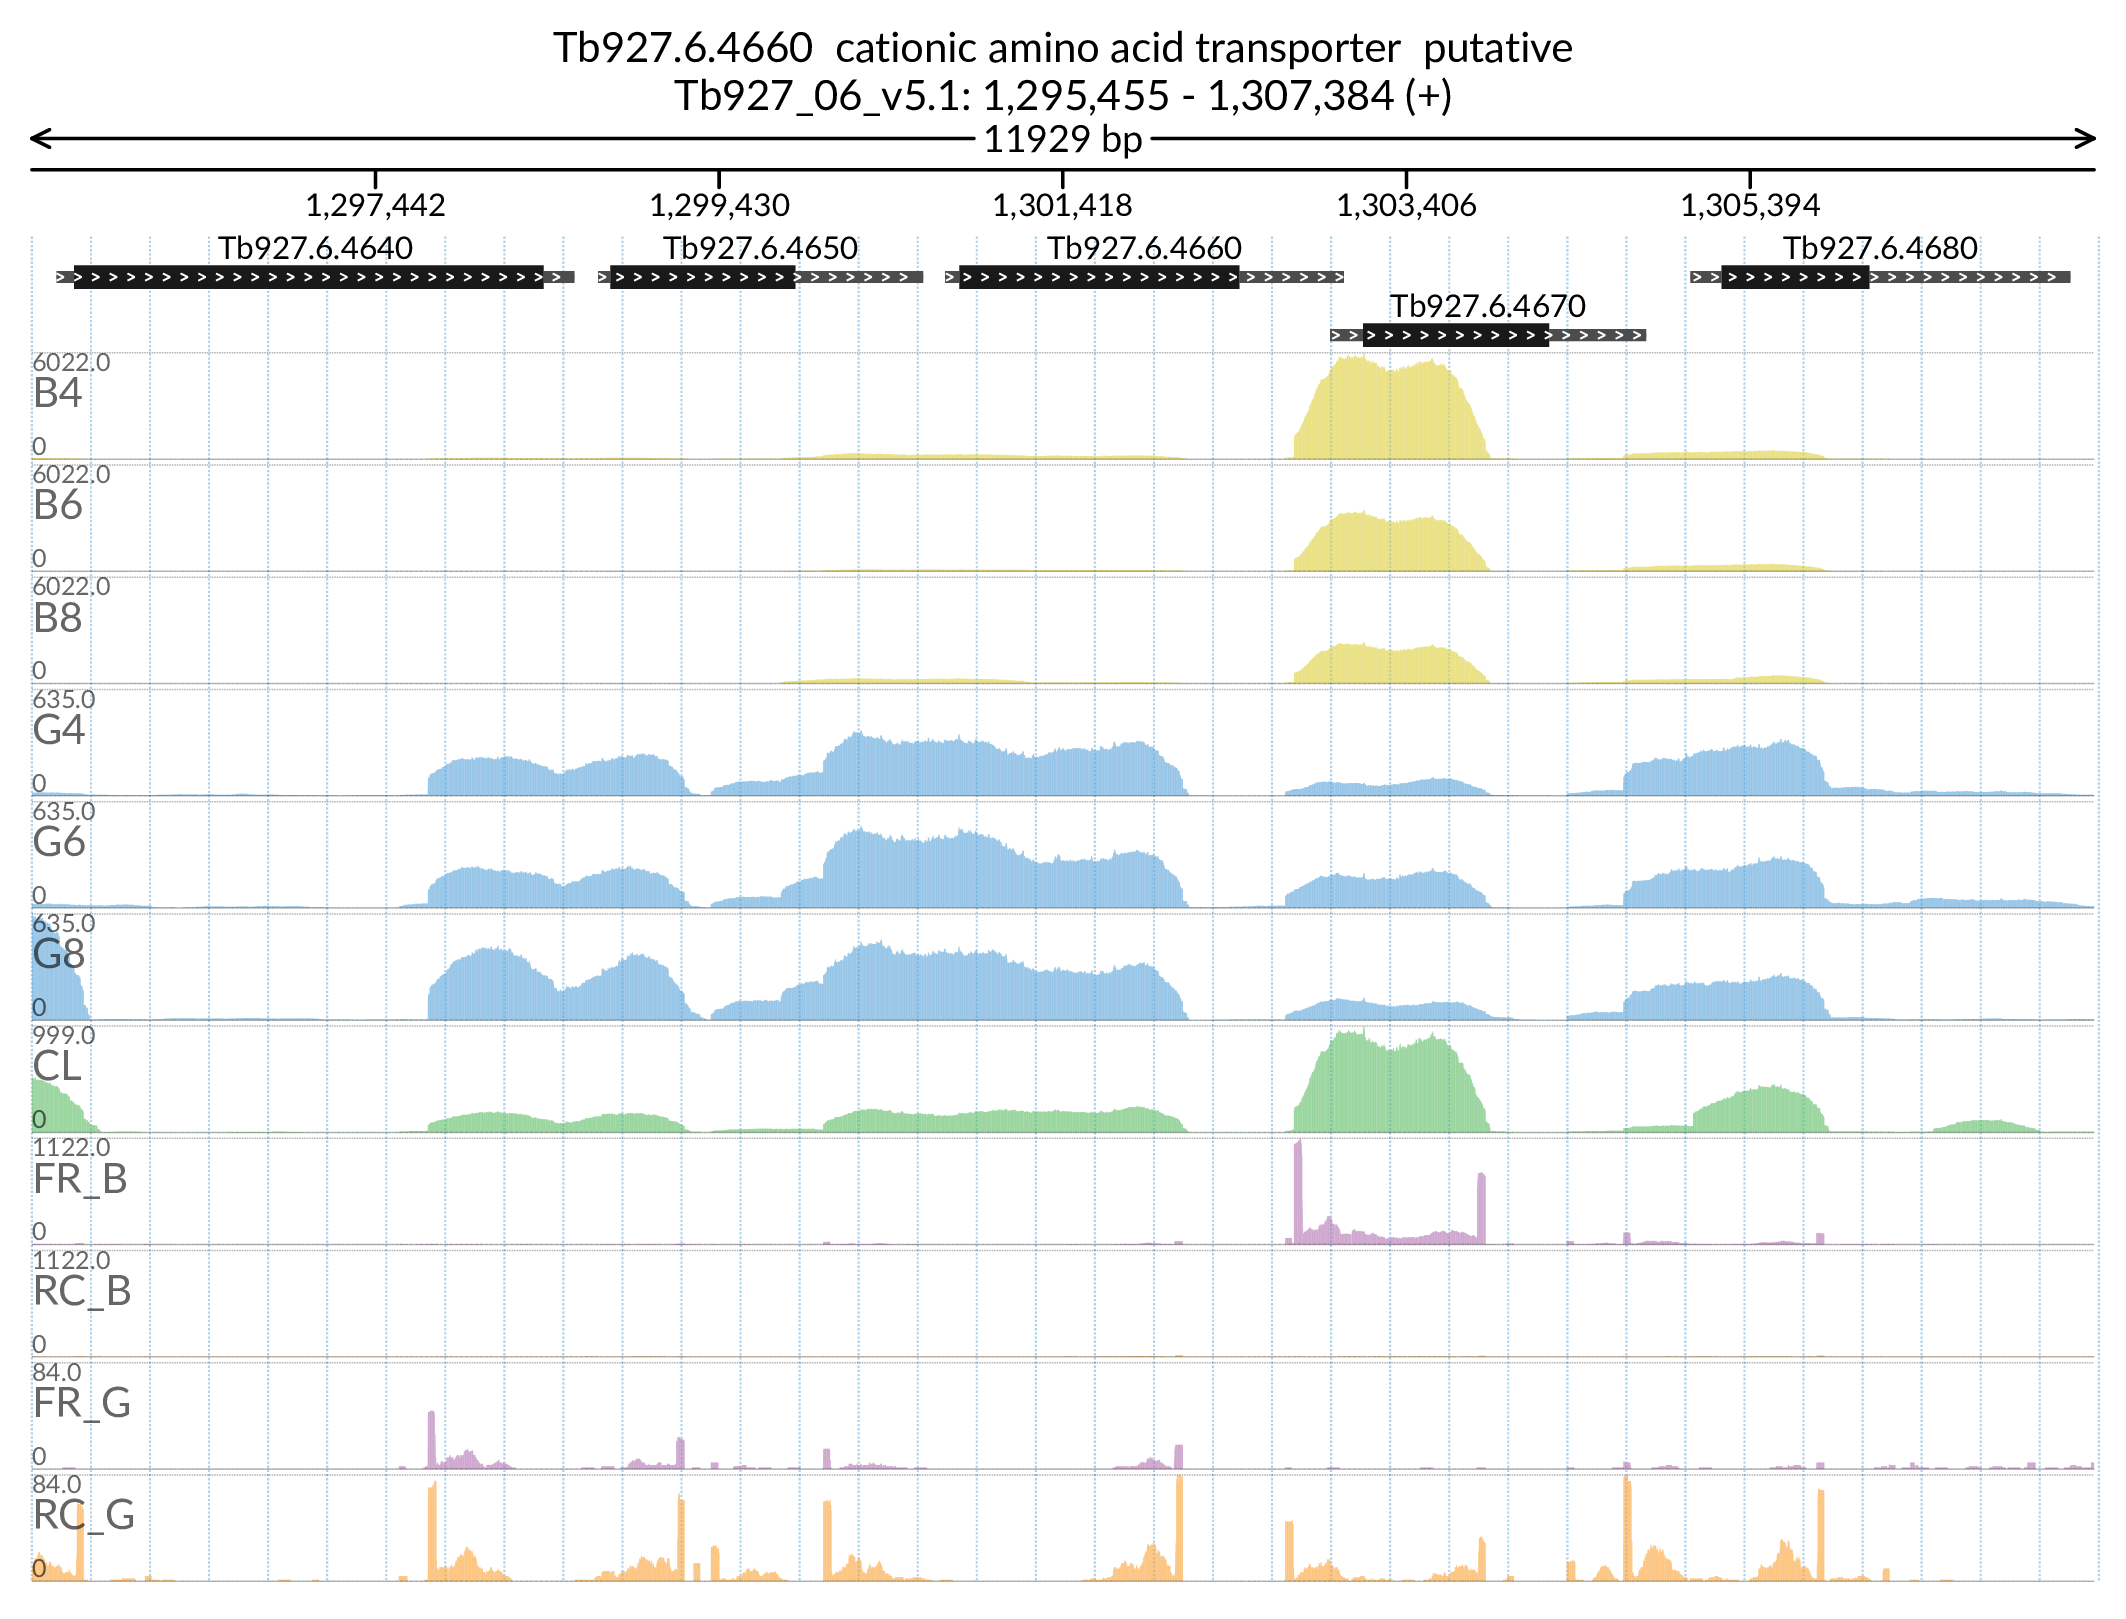 Tb927.6.4660  cationic amino acid transporter  putative
Tb927_06_v5.1: 1,295,455 - 1,307,384 (+)
11929 bp
1,297,442 1,299,430 1,301,418 1,303,406 1,305,394
Tb927.6.4640 Tb927.6.4650 Tb927.6.4660 Tb927.6.4680
Tb927.6.4670
6022.0
B4
0
6022.0
B6
0
6022.0
B8
0
635.0
G4
0
635.0
G6
0
635.0
G8
0
999.0
CL
0
1122.0
FR_B
0
1122.0
RC_B
0
84.0
FR_G
0
84.0
RC_G
0